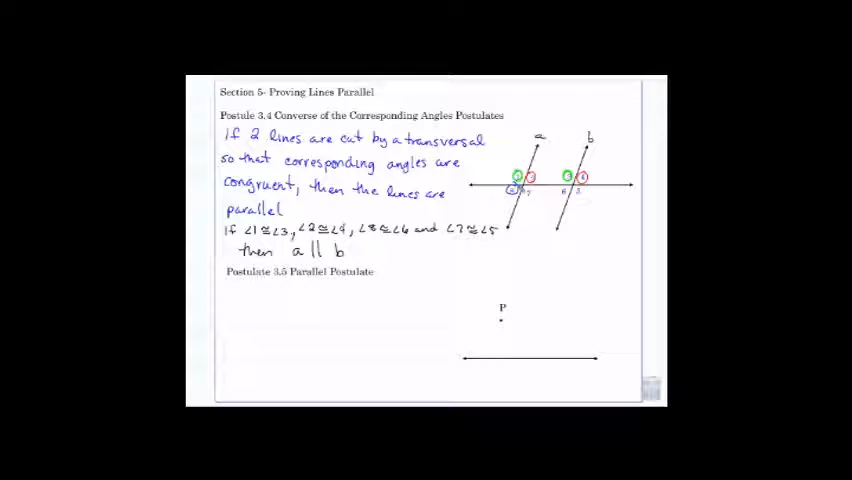 Section 5- Proving Lines Parallel
Postule 3.4 Converse of the Corresponding Angles Postulates
If 2 lines are cut by a transversal
so that corresponding angles are
congruent, then the lines are
parallel
If ∠1≅∠3, ∠2≅∠4, ∠8≅∠6 and ∠7≅∠5
then a || b
a
b
Postulate 3.5 Parallel Postulate
P